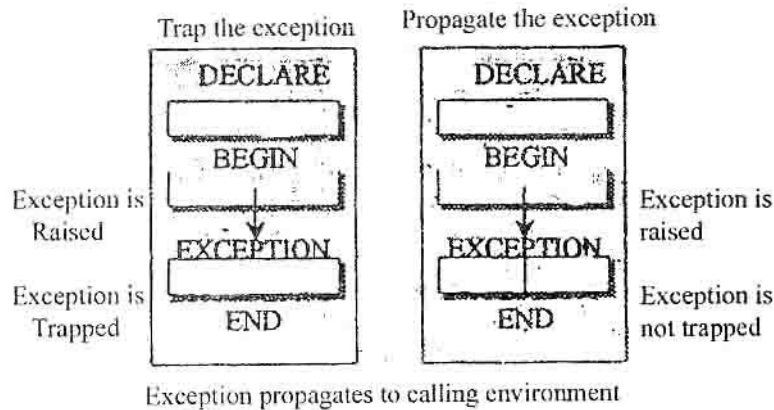 Trap the exception
DECLARE
BEGIN
Exception is
Raised
EXCEPTION
Exception is
Trapped
END
Propagate the exception
DECLARE
BEGIN
Exception is
raised
EXCEPTION
Exception is
not trapped
END
Exception propagates to calling environment